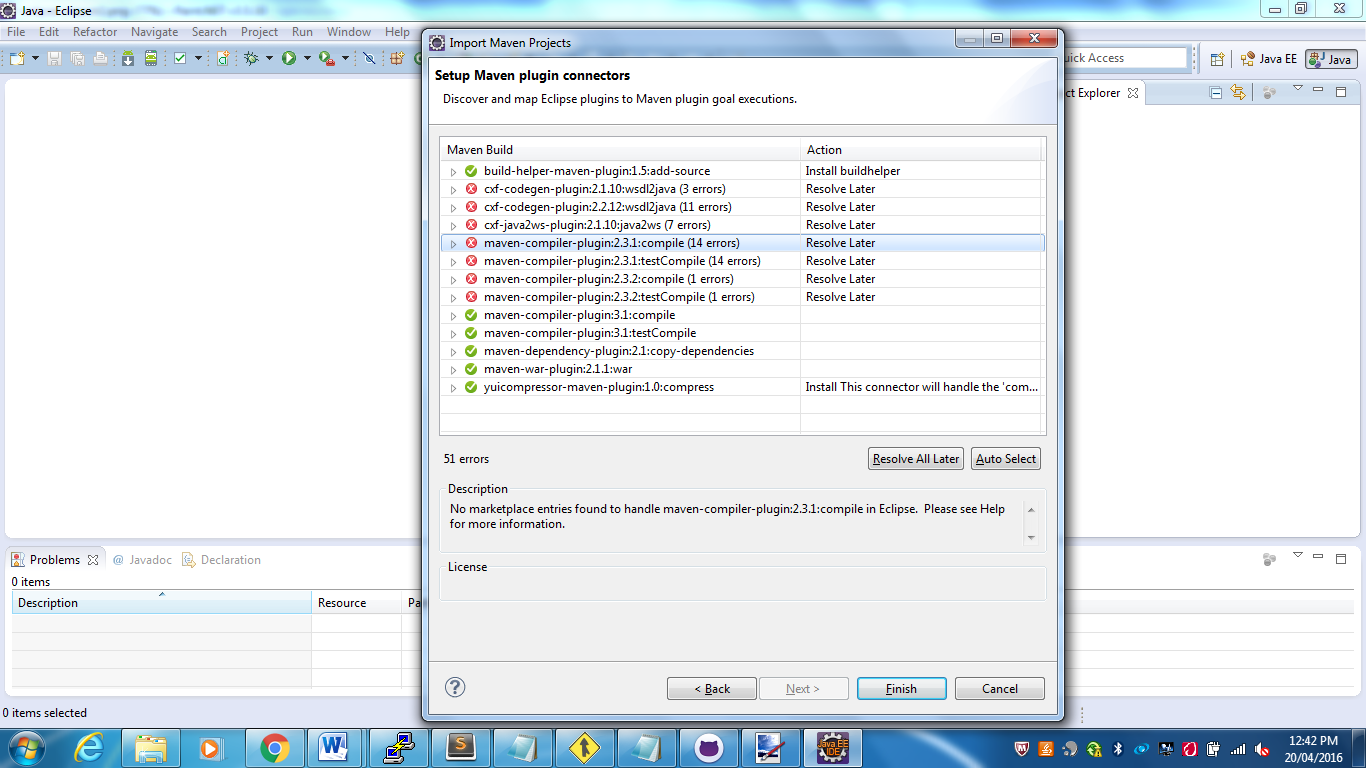 Java - Eclipse
File Edit Refactor Navigate Search Project Run Window Help
uick Access
Java EE
Java
Import Maven Projects
Setup Maven plugin connectors
Discover and map Eclipse plugins to Maven plugin goal executions.
ct Explorer
Maven Build Action
build-helper-maven-plugin:1.5:add-source Install buildhelper
cxf-codegen-plugin:2.1.10:wsdl2java (3 errors) Resolve Later
cxf-codegen-plugin:2.2.12:wsdl2java (11 errors) Resolve Later
cxf-java2ws-plugin:2.1.10:java2ws (7 errors) Resolve Later
maven-compiler-plugin:2.3.1:compile (14 errors) Resolve Later
maven-compiler-plugin:2.3.1:testCompile (14 errors) Resolve Later
maven-compiler-plugin:2.3.2:compile (1 errors) Resolve Later
maven-compiler-plugin:2.3.2:testCompile (1 errors) Resolve Later
maven-compiler-plugin:3.1:compile
maven-compiler-plugin:3.1:testCompile
maven-dependency-plugin:2.1:copy-dependencies
maven-war-plugin:2.1.1:war
yuicompressor-maven-plugin:1.0:compress Install This connector will handle the 'com...
51 errors
Resolve All Later
Auto Select
Description
No marketplace entries found to handle maven-compiler-plugin:2.3.1:compile in Eclipse. Please see Help
for more information.
License
Problems
@ Javadoc
Declaration
0 items
Description Resource Pa
< Back
Next >
Finish
Cancel
0 items selected
Java EE
IDE
12:42 PM
20/04/2016